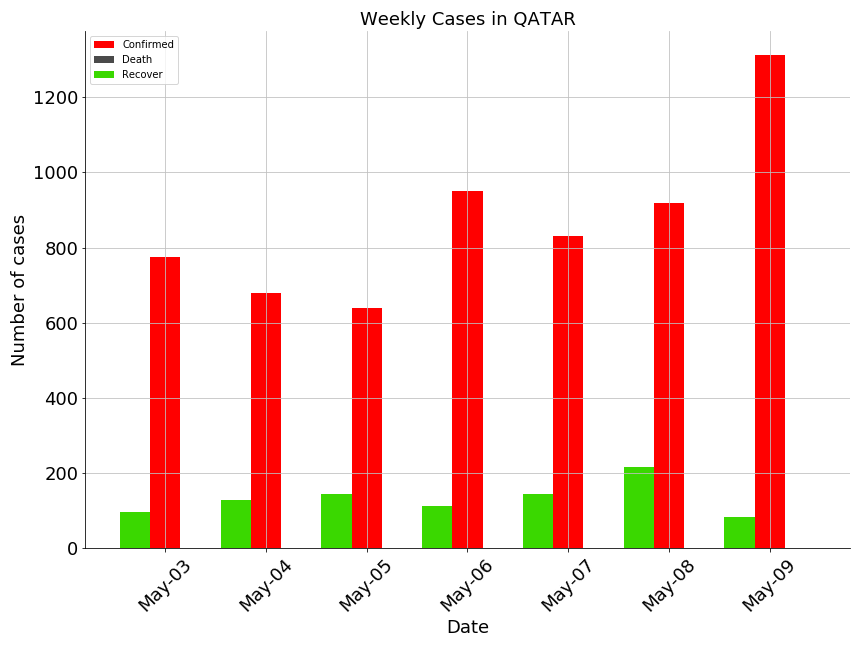 Weekly Cases in QATAR
Confirmed
Death
Recover
1200
1000
800
600
400
200
0
Number of cases
May-03
May-04
May-05
May-06
May-07
May-08
May-09
Date